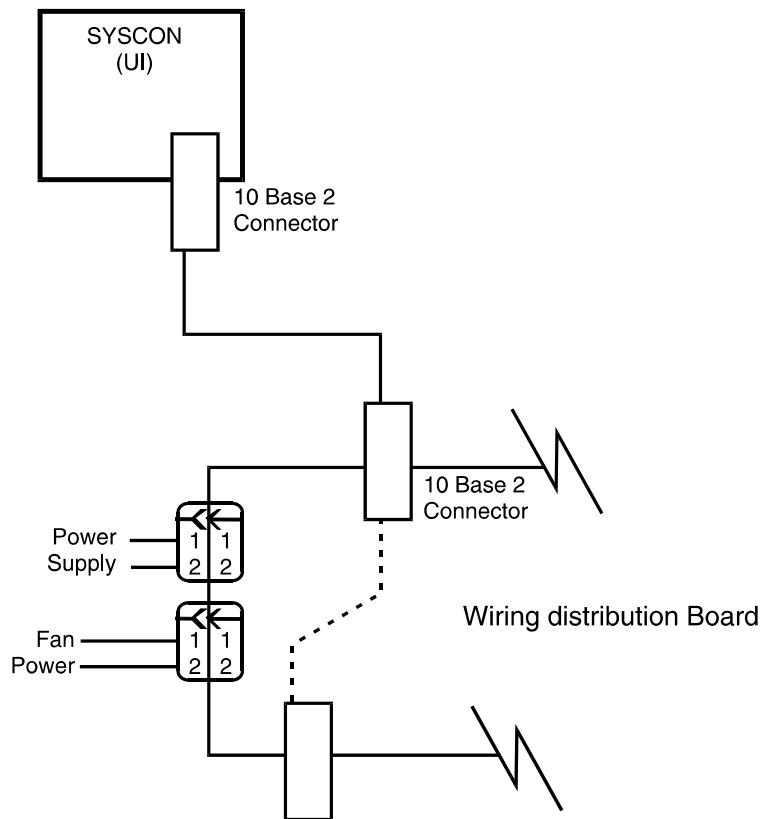 SYSCON
(UI)
10 Base 2
Connector
10 Base 2
Connector
Power
Supply
1 1
2 2
Wiring distribution Board
Fan
Power
1 1
2 2